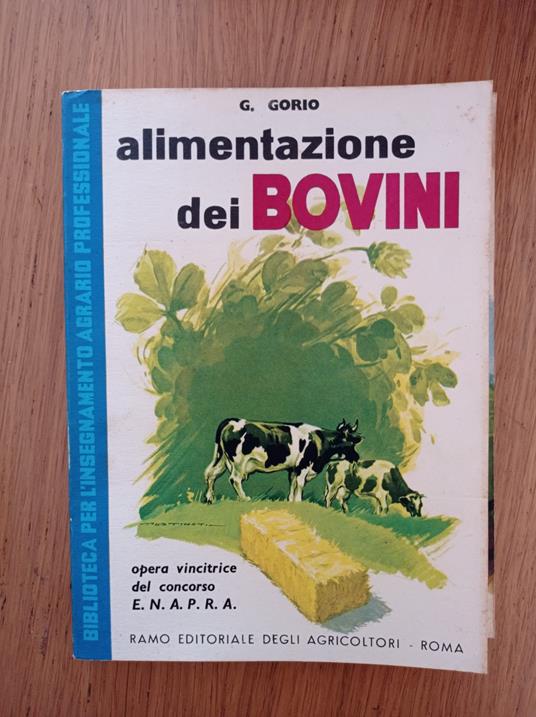 G. GORIO
alimentazione
dei BOVINI
BIBLIOTECA PER L'INSEGNAMENTO AGRARIO PROFESSIONALE
opera vincitrice
del concorso
E. N. A. P. R. A.
RAMO EDITORIALE DEGLI AGRICOLTORI - ROMA